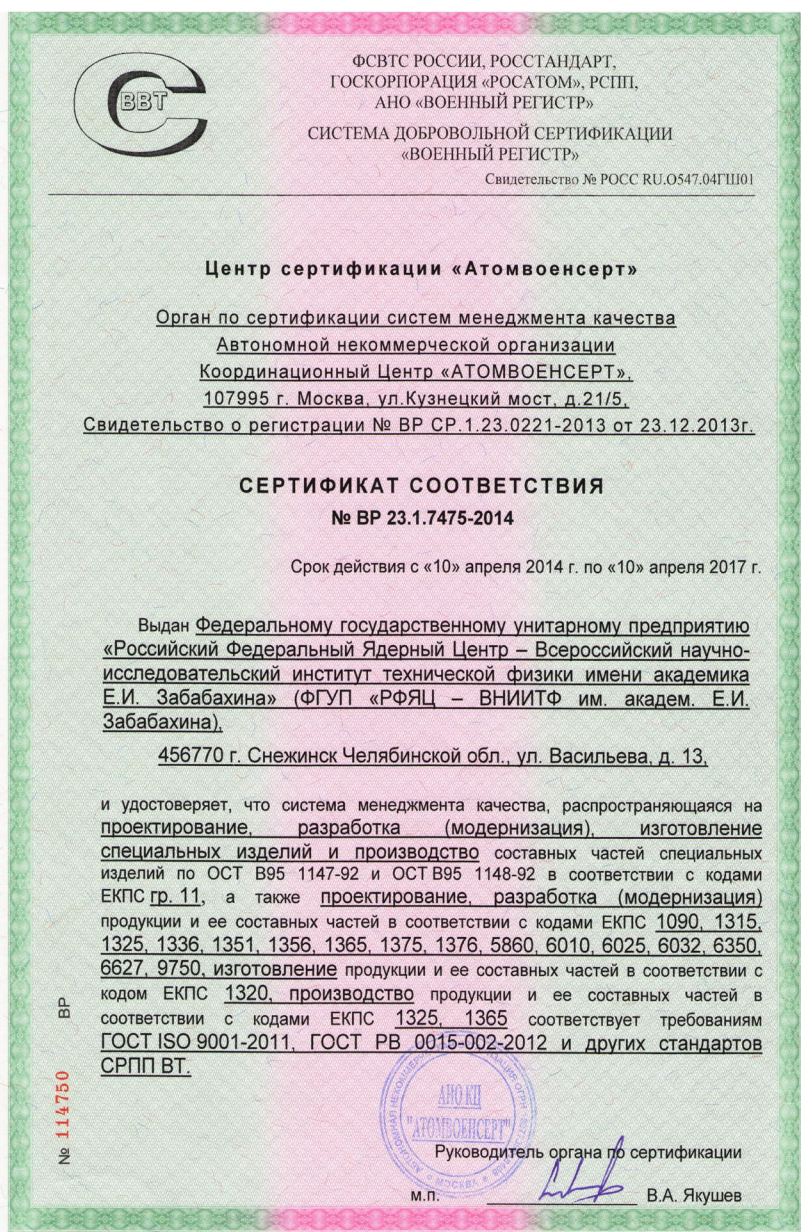 ВВТ
ФСВТС РОССИИ, РОССТАНДАРТ,
ГОСКОРПОРАЦИЯ «РОСАТОМ», РСПП,
АНО «ВОЕННЫЙ РЕГИСТР»
СИСТЕМА ДОБРОВОЛЬНОЙ СЕРТИФИКАЦИИ
«ВОЕННЫЙ РЕГИСТР»
Свидетельство № РОСС RU.О547.04ГШ01
Центр сертификации «Атомвоенсерт»
Орган по сертификации систем менеджмента качества
Автономной некоммерческой организации
Координационный Центр «АТОМВОЕНСЕРТ»,
107995 г. Москва, ул.Кузнецкий мост, д.21/5,
Свидетельство о регистрации № ВР СР.1.23.0221-2013 от 23.12.2013г.
СЕРТИФИКАТ СООТВЕТСТВИЯ
№ ВР 23.1.7475-2014
Срок действия с «10» апреля 2014 г. по «10» апреля 2017 г.
Выдан Федеральному государственному унитарному предприятию
«Российский Федеральный Ядерный Центр – Всероссийский научно-
исследовательский институт технической физики имени академика
Е.И. Забабахина» (ФГУП «РФЯЦ – ВНИИТФ им. академ. Е.И.
Забабахина),
456770 г. Снежинск Челябинской обл., ул. Васильева, д. 13,
и удостоверяет, что система менеджмента качества, распространяющаяся на
проектирование, разработка (модернизация), изготовление
специальных изделий и производство составных частей специальных
изделий по ОСТ В95 1147-92 и ОСТ В95 1148-92 в соответствии с кодами
ЕКПС гр. 11, а также проектирование, разработка (модернизация)
продукции и ее составных частей в соответствии с кодами ЕКПС 1090, 1315,
1325, 1336, 1351, 1356, 1365, 1375, 1376, 5860, 6010, 6025, 6032, 6350,
6627, 9750, изготовление продукции и ее составных частей в соответствии с
кодом ЕКПС 1320, производство продукции и ее составных частей в
соответствии с кодами ЕКПС 1325, 1365 соответствует требованиям
ГОСТ ISO 9001-2011, ГОСТ РВ 0015-002-2012 и других стандартов
СРПП ВТ.
№ 114750 ВР
АНО КЦ
"АТОМВОЕНСЕРТ"
МОСКВА
Руководитель органа по сертификации
м.п. В.А. Якушев